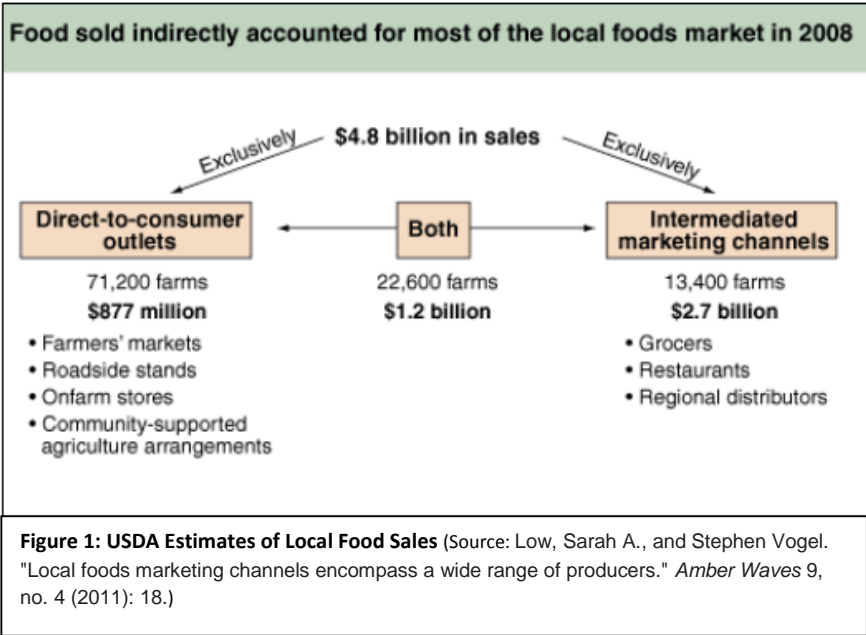 Food sold indirectly accounted for most of the local foods market in 2008
$4.8 billion in sales
Exclusively
Exclusively
Direct-to-consumer
outlets
71,200 farms
$877 million
• Farmers' markets
• Roadside stands
• Onfarm stores
• Community-supported
agriculture arrangements
Both
22,600 farms
$1.2 billion
Intermediated
marketing channels
13,400 farms
$2.7 billion
• Grocers
• Restaurants
• Regional distributors
Figure 1: USDA Estimates of Local Food Sales (Source: Low, Sarah A., and Stephen Vogel.
"Local foods marketing channels encompass a wide range of producers." Amber Waves 9,
no. 4 (2011): 18.)